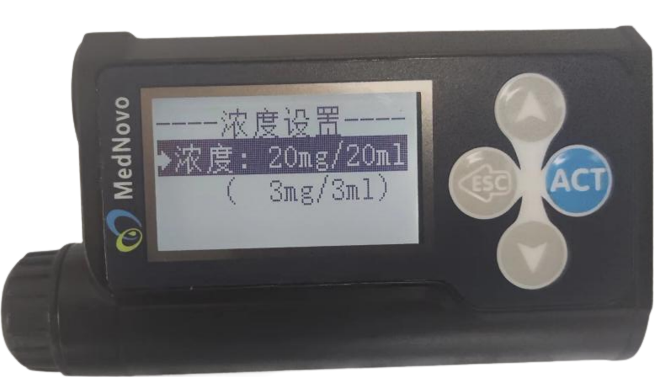 MedNovo
----浓度设置----
浓度: 20mg/20ml
( 3mg/3ml)
ESC
ACT